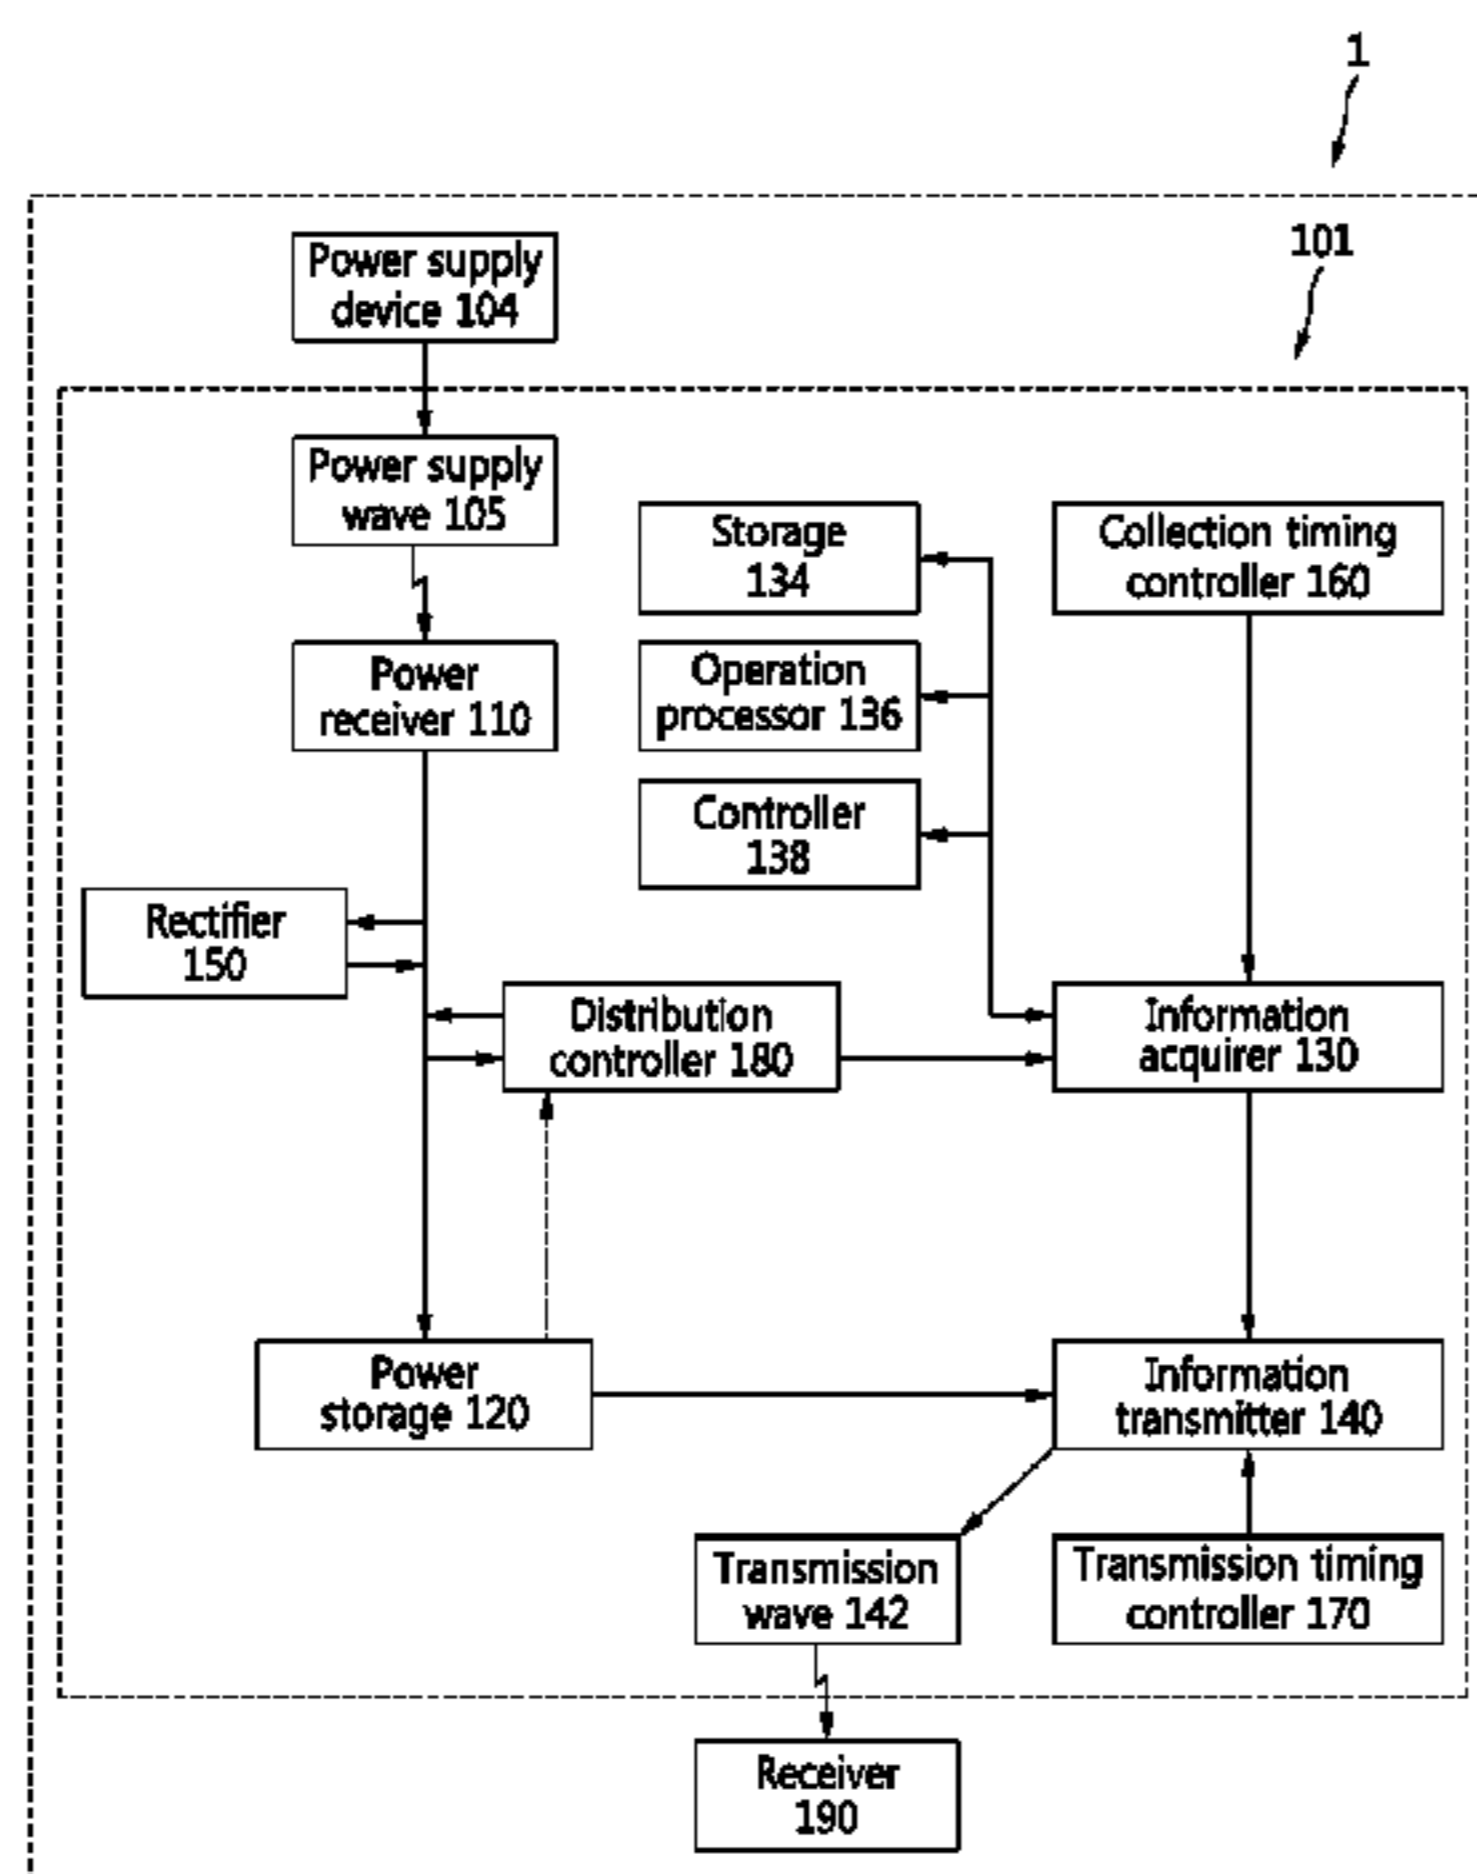 1
101
Power supply
device 104
Power supply
wave 105
Storage
134
Collection timing
controller 160
Power
receiver 110
Operation
processor 136
Controller
138
Rectifier
150
Distribution
controller 180
Information
acquirer 130
Power
storage 120
Information
transmitter 140
Transmission
wave 142
Transmission timing
controller 170
Receiver
190